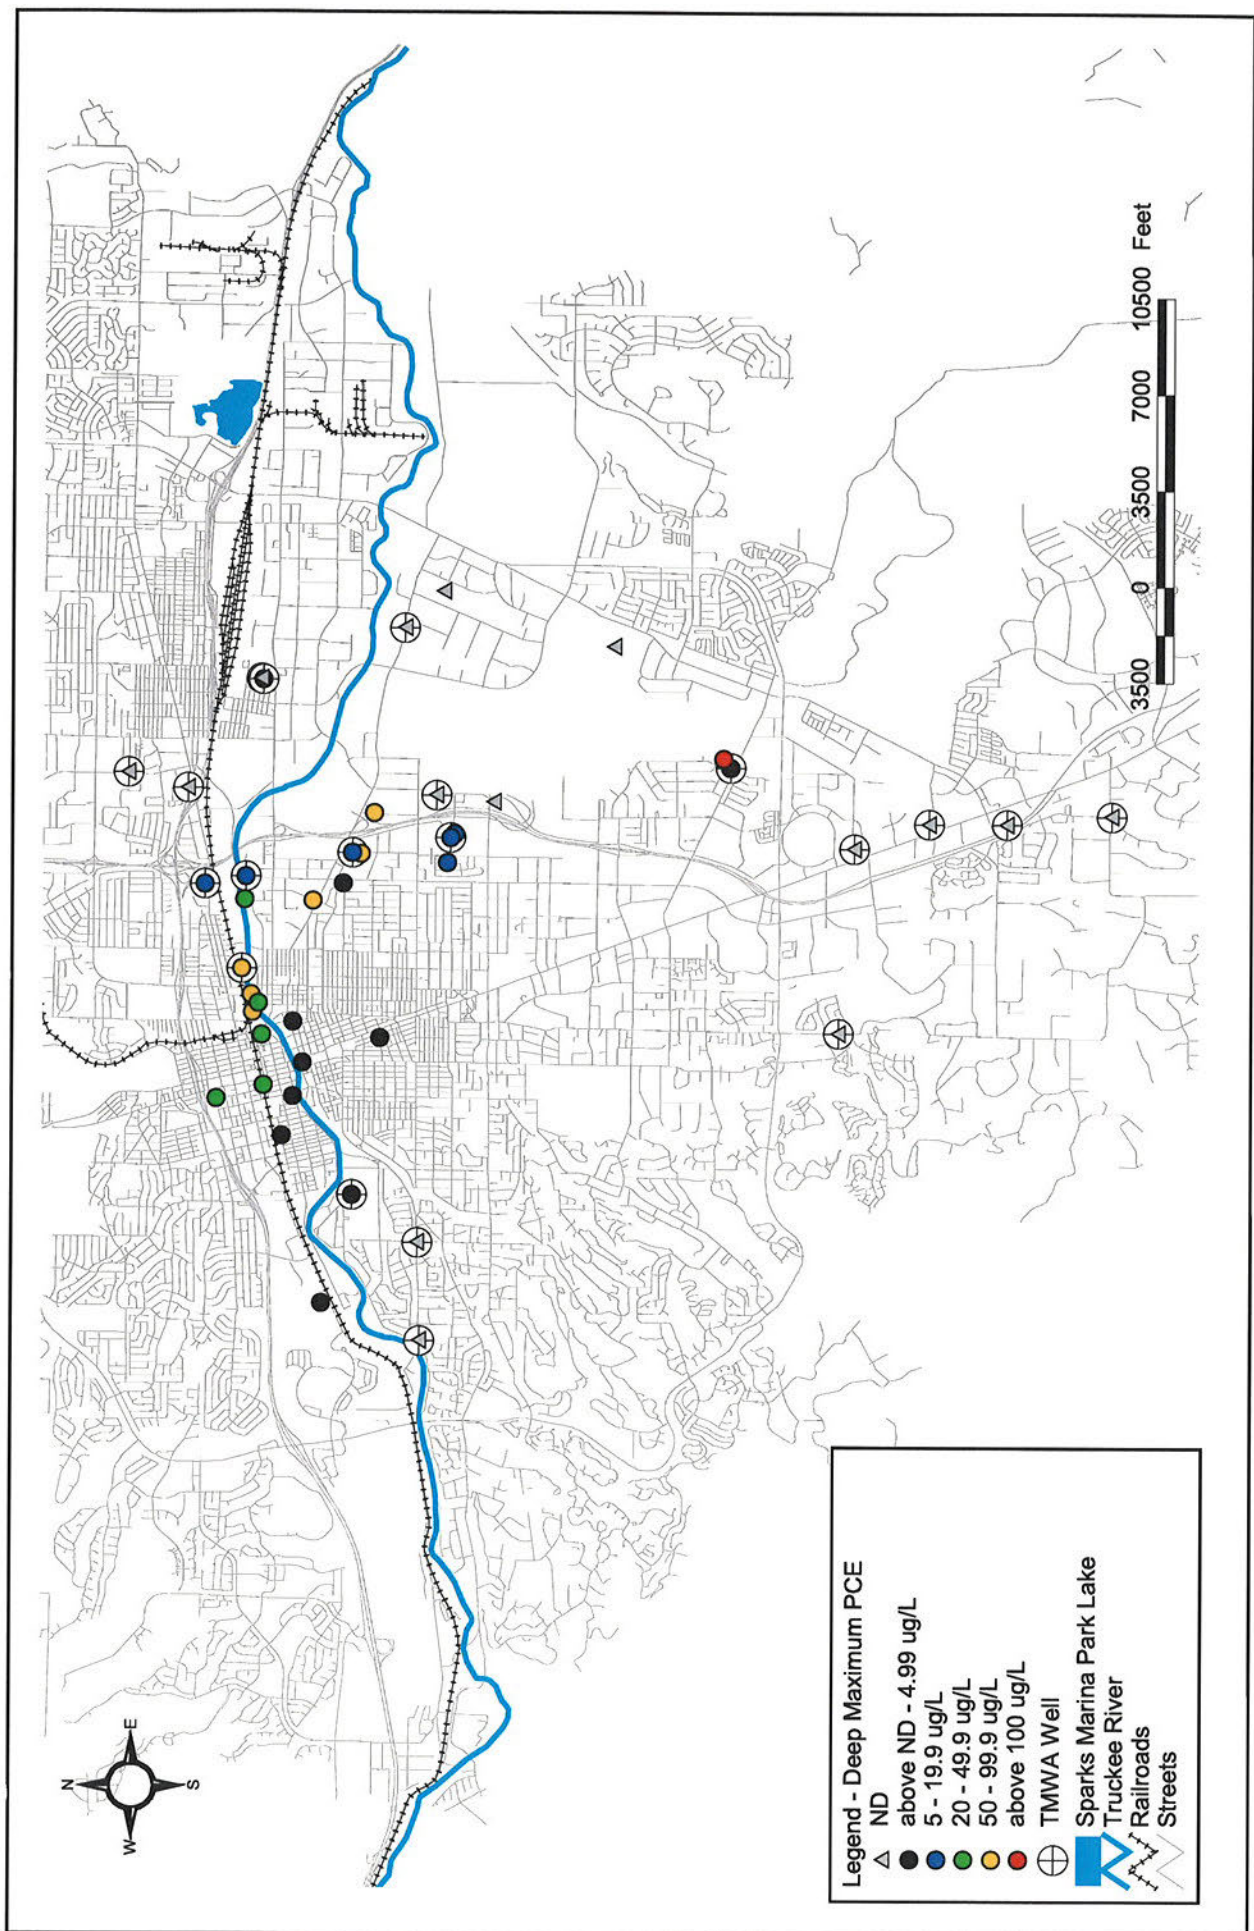 N
W E
S
3500 0 3500 7000 10500 Feet
Legend - Deep Maximum PCE
ND
above ND - 4.99 ug/L
5 - 19.9 ug/L
20 - 49.9 ug/L
50 - 99.9 ug/L
above 100 ug/L
TMWA Well
Sparks Marina Park Lake
Truckee River
Railroads
Streets